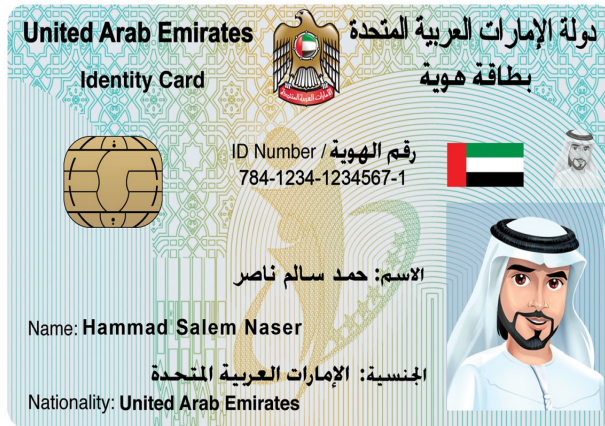 United Arab Emirates دولة الإمارات العربية المتحدة
Identity Card بطاقة هوية
ID Number / رقم الهوية
784-1234-1234567-1
الاسم: حمد سالم ناصر
Name: Hammad Salem Naser
الجنسية: الإمارات العربية المتحدة
Nationality: United Arab Emirates